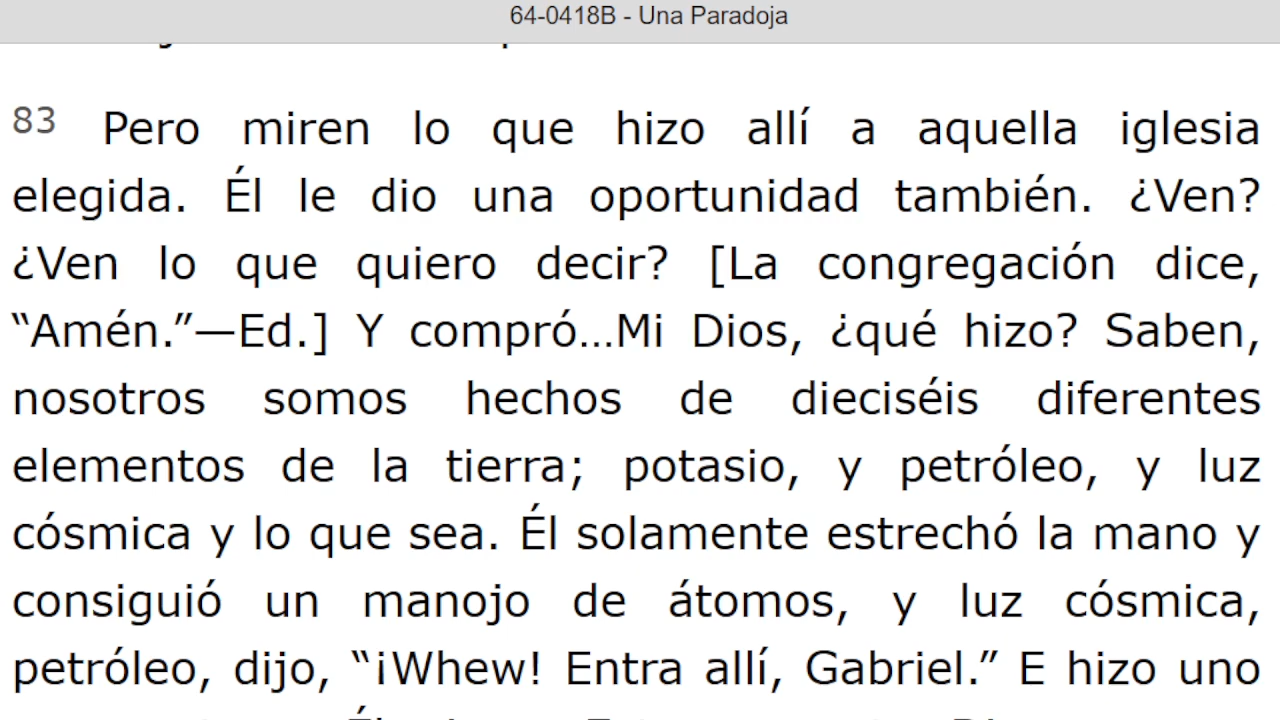 64-0418B - Una Paradoja
83 Pero miren lo que hizo allí a aquella iglesia
elegida. Él le dio una oportunidad también. ¿Ven?
¿Ven lo que quiero decir? [La congregación dice,
“Amén.”—Ed.] Y compró...Mi Dios, ¿qué hizo? Saben,
nosotros somos hechos de dieciséis diferentes
elementos de la tierra; potasio, y petróleo, y luz
cósmica y lo que sea. Él solamente estrechó la mano y
consiguió un manojo de átomos, y luz cósmica,
petróleo, dijo, “¡Whew! Entra allí, Gabriel.” E hizo uno